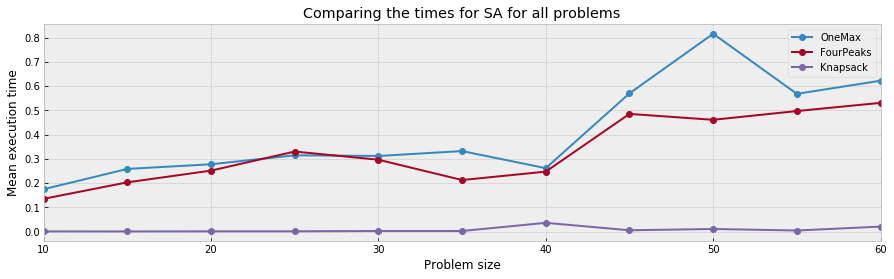 Comparing the times for SA for all problems
Mean execution time
0.8
0.7
0.6
0.5
0.4
0.3
0.2
0.1
0.0
OneMax
FourPeaks
Knapsack
10
20
30
40
50
60
Problem size